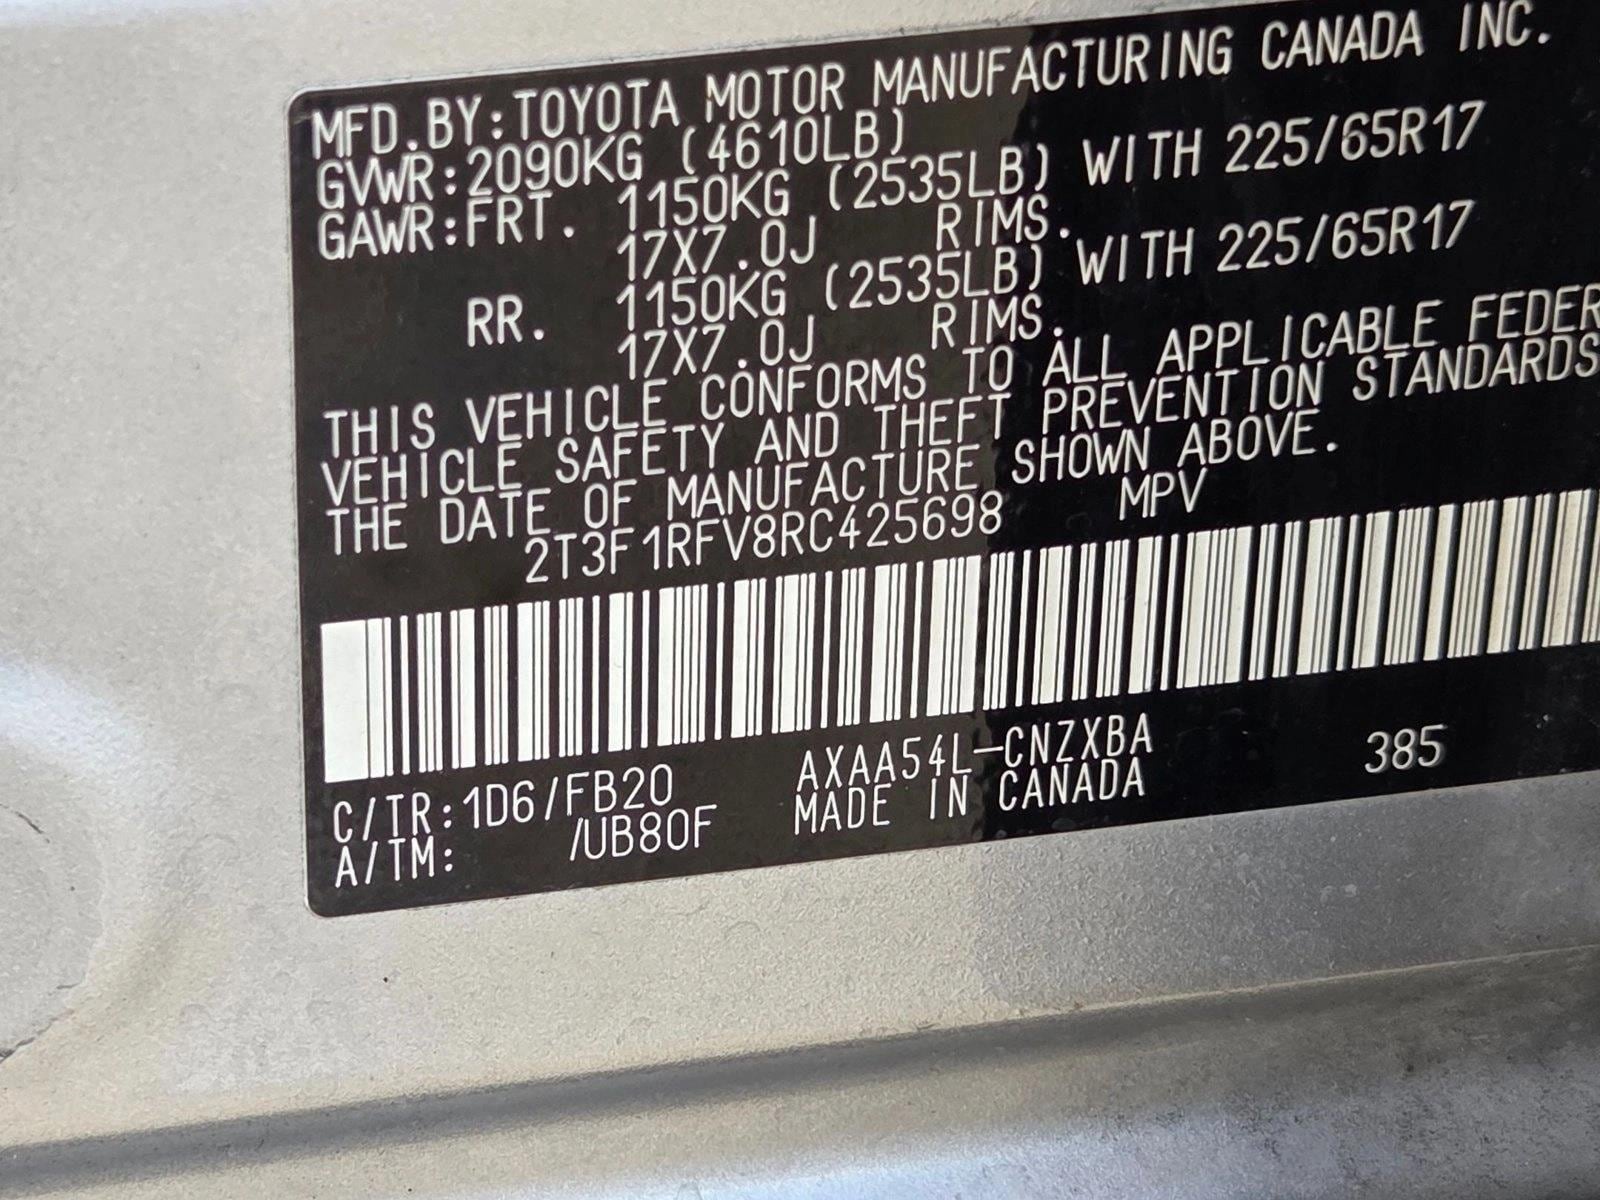 MFD.BY:TOYOTA MOTOR MANUFACTURING CANADA INC.
GVWR:2090KG (4610LB)
GAWR:FRT. 1150KG (2535LB) WITH 225/65R17
17X7.0J RIMS.
RR. 1150KG (2535LB) WITH 225/65R17
17X7.0J RIMS.
THIS VEHICLE CONFORMS TO ALL APPLICABLE FEDER
VEHICLE SAFETY AND THEFT PREVENTION STANDARDS
THE DATE OF MANUFACTURE SHOWN ABOVE.
2T3F1RFV8RC425698 MPV
AXAA54L-CNZXBA 385
C/TR:1D6/FB20 MADE IN CANADA
A/TM: /UB80F